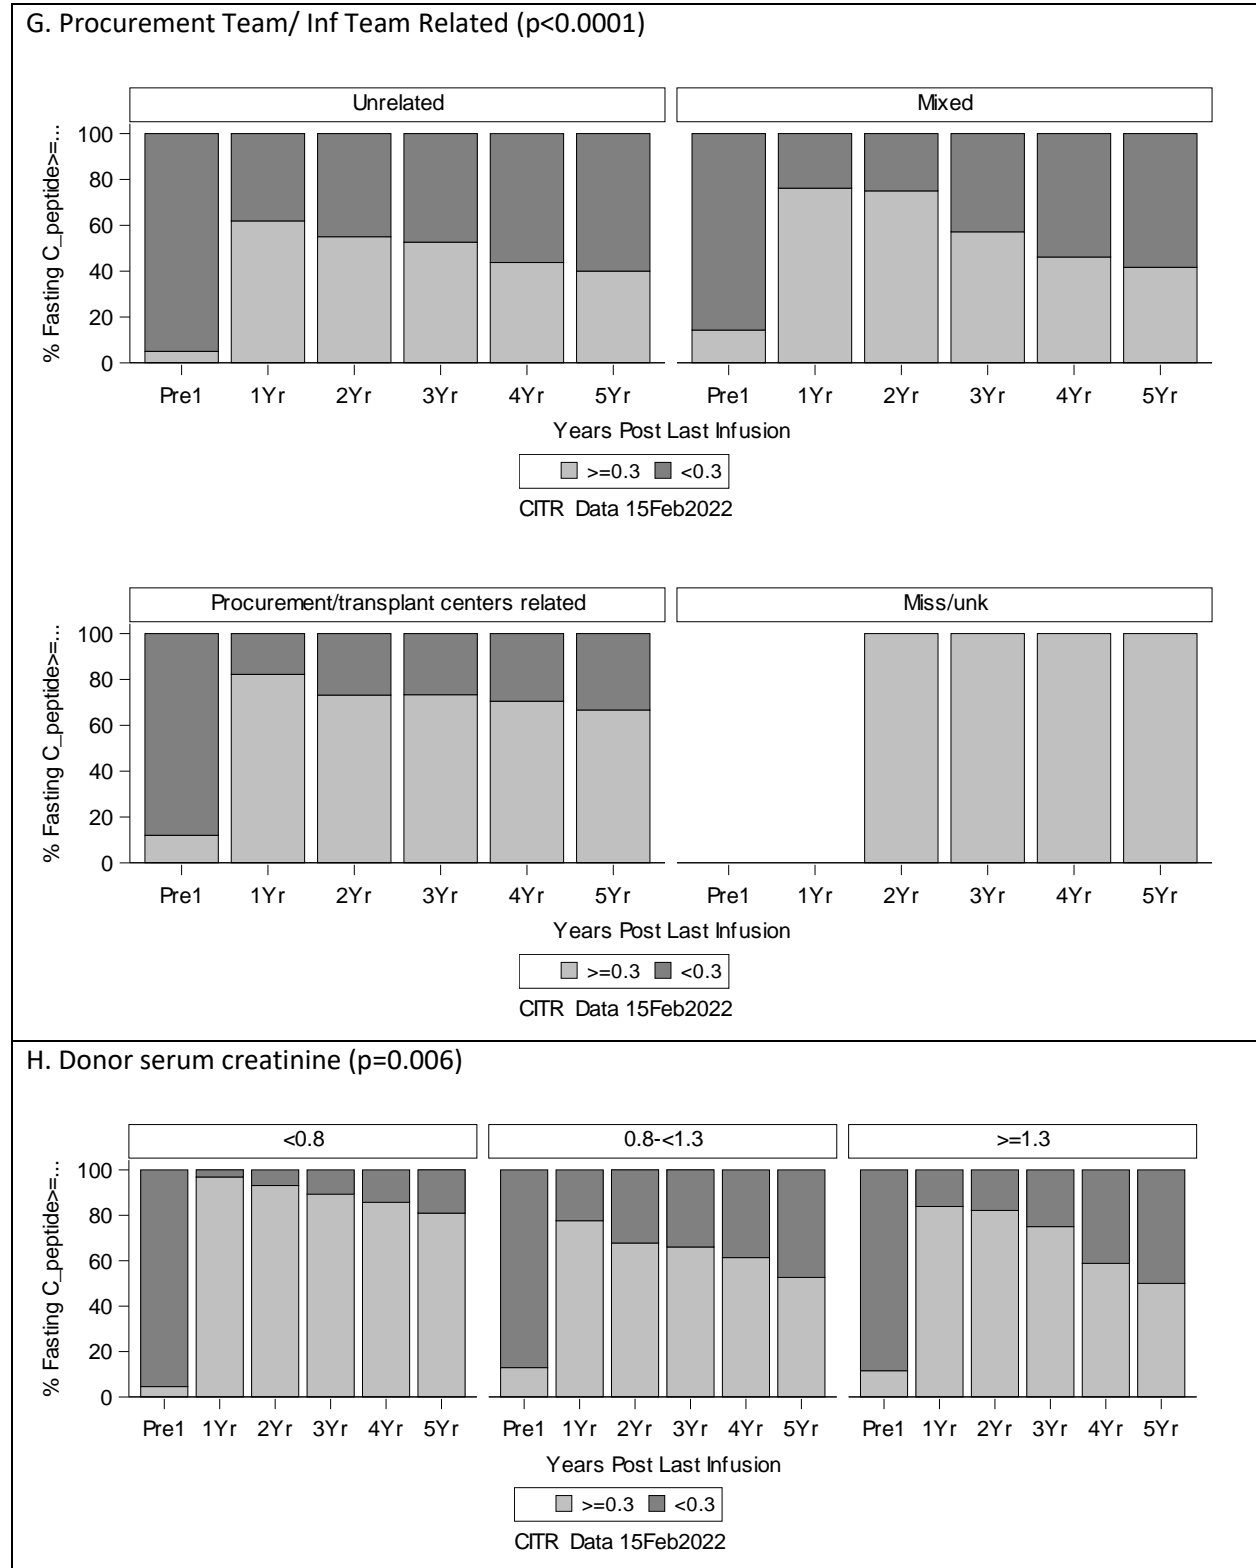 G. Procurement Team/ Inf Team Related (p<0.0001)
Unrelated
Mixed
% Fasting C_peptide>=...
100
80
60
40
20
0
Pre1 1Yr 2Yr 3Yr 4Yr 5Yr
Pre1 1Yr 2Yr 3Yr 4Yr 5Yr
Years Post Last Infusion
>=0.3 <0.3
CITR Data 15Feb2022
Procurement/transplant centers related
Miss/unk
% Fasting C_peptide>=...
100
80
60
40
20
0
Pre1 1Yr 2Yr 3Yr 4Yr 5Yr
Pre1 1Yr 2Yr 3Yr 4Yr 5Yr
Years Post Last Infusion
>=0.3 <0.3
CITR Data 15Feb2022
H. Donor serum creatinine (p=0.006)
<0.8
0.8-<1.3
>=1.3
% Fasting C_peptide>=...
100
80
60
40
20
0
Pre1 1Yr 2Yr 3Yr 4Yr 5Yr
Pre1 1Yr 2Yr 3Yr 4Yr 5Yr
Pre1 1Yr 2Yr 3Yr 4Yr 5Yr
Years Post Last Infusion
>=0.3 <0.3
CITR Data 15Feb2022